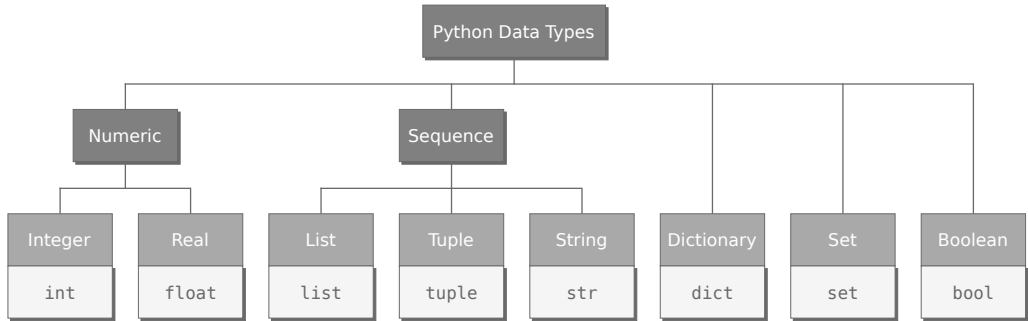 Python Data Types
Numeric
Sequence
Integer
Real
List
Tuple
String
Dictionary
Set
Boolean
int
float
list
tuple
str
dict
set
bool